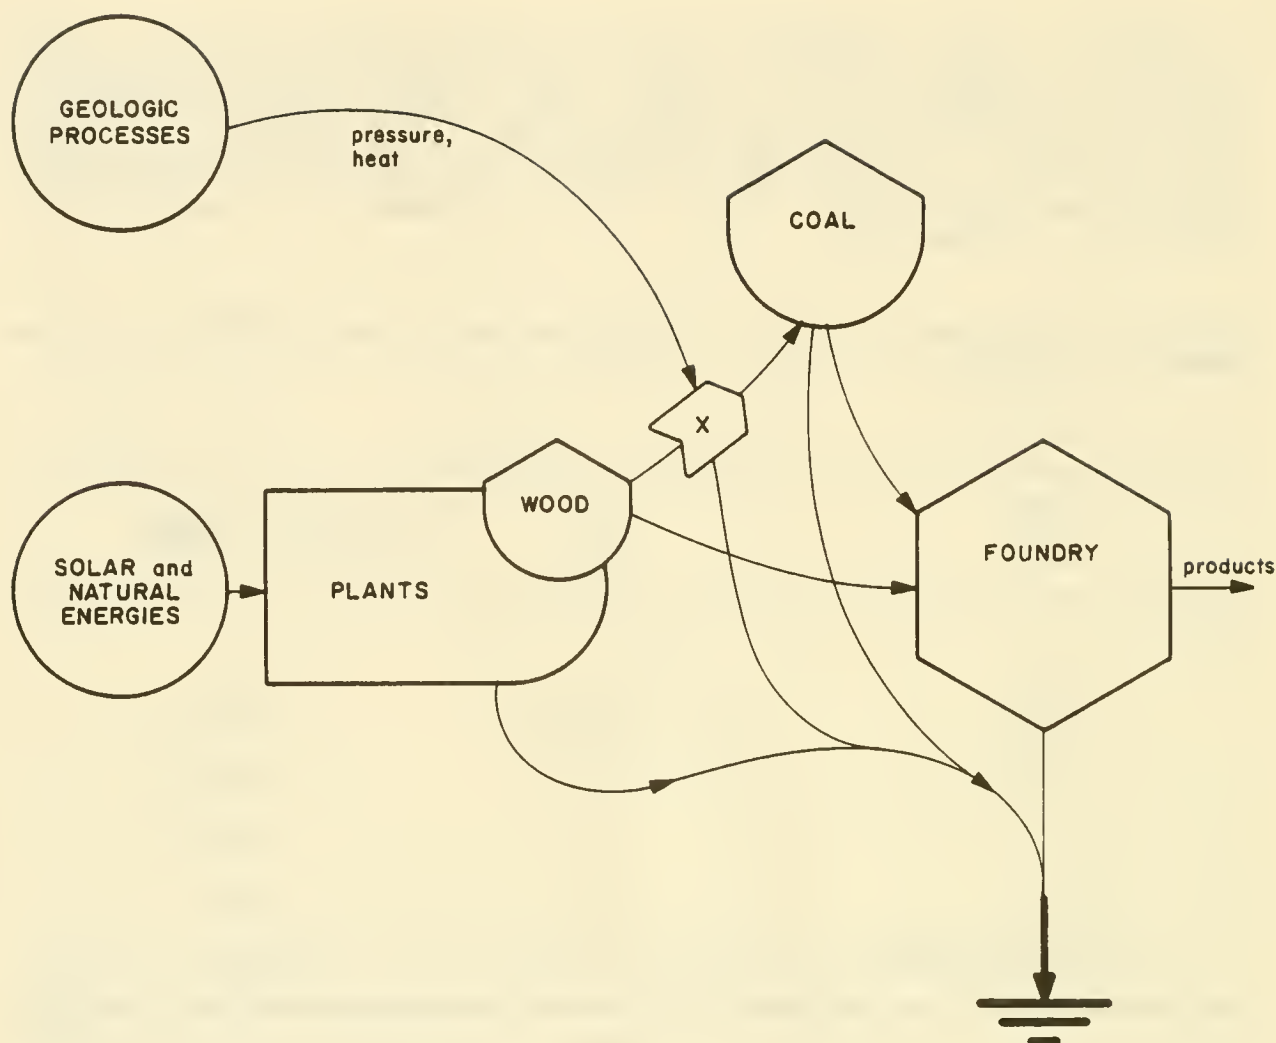 GEOLOGIC
PROCESSES
pressure,
heat
COAL
X
WOOD
SOLAR and
NATURAL
ENERGIES
PLANTS
FOUNDRY
products